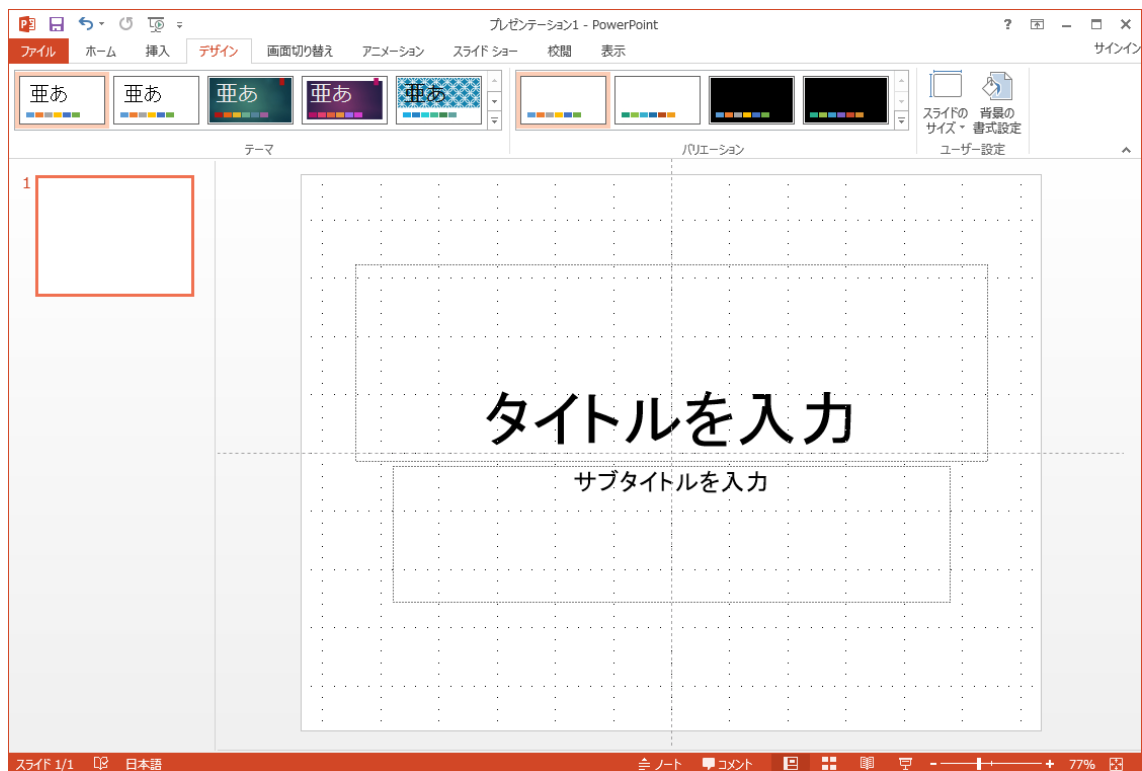 プレゼンテーション1 - PowerPoint
ファイル ホーム 挿入 デザイン 画面切り替え アニメーション スライド ショー 校閲 表示 サインイン
亜あ 亜あ 亜あ 亜あ 亜あ
スライドの サイズ
背景の 書式設定
テーマ バリエーション ユーザー設定
1
タイトルを入力
サブタイトルを入力
スライド 1/1 日本語 ノート コメント 77%